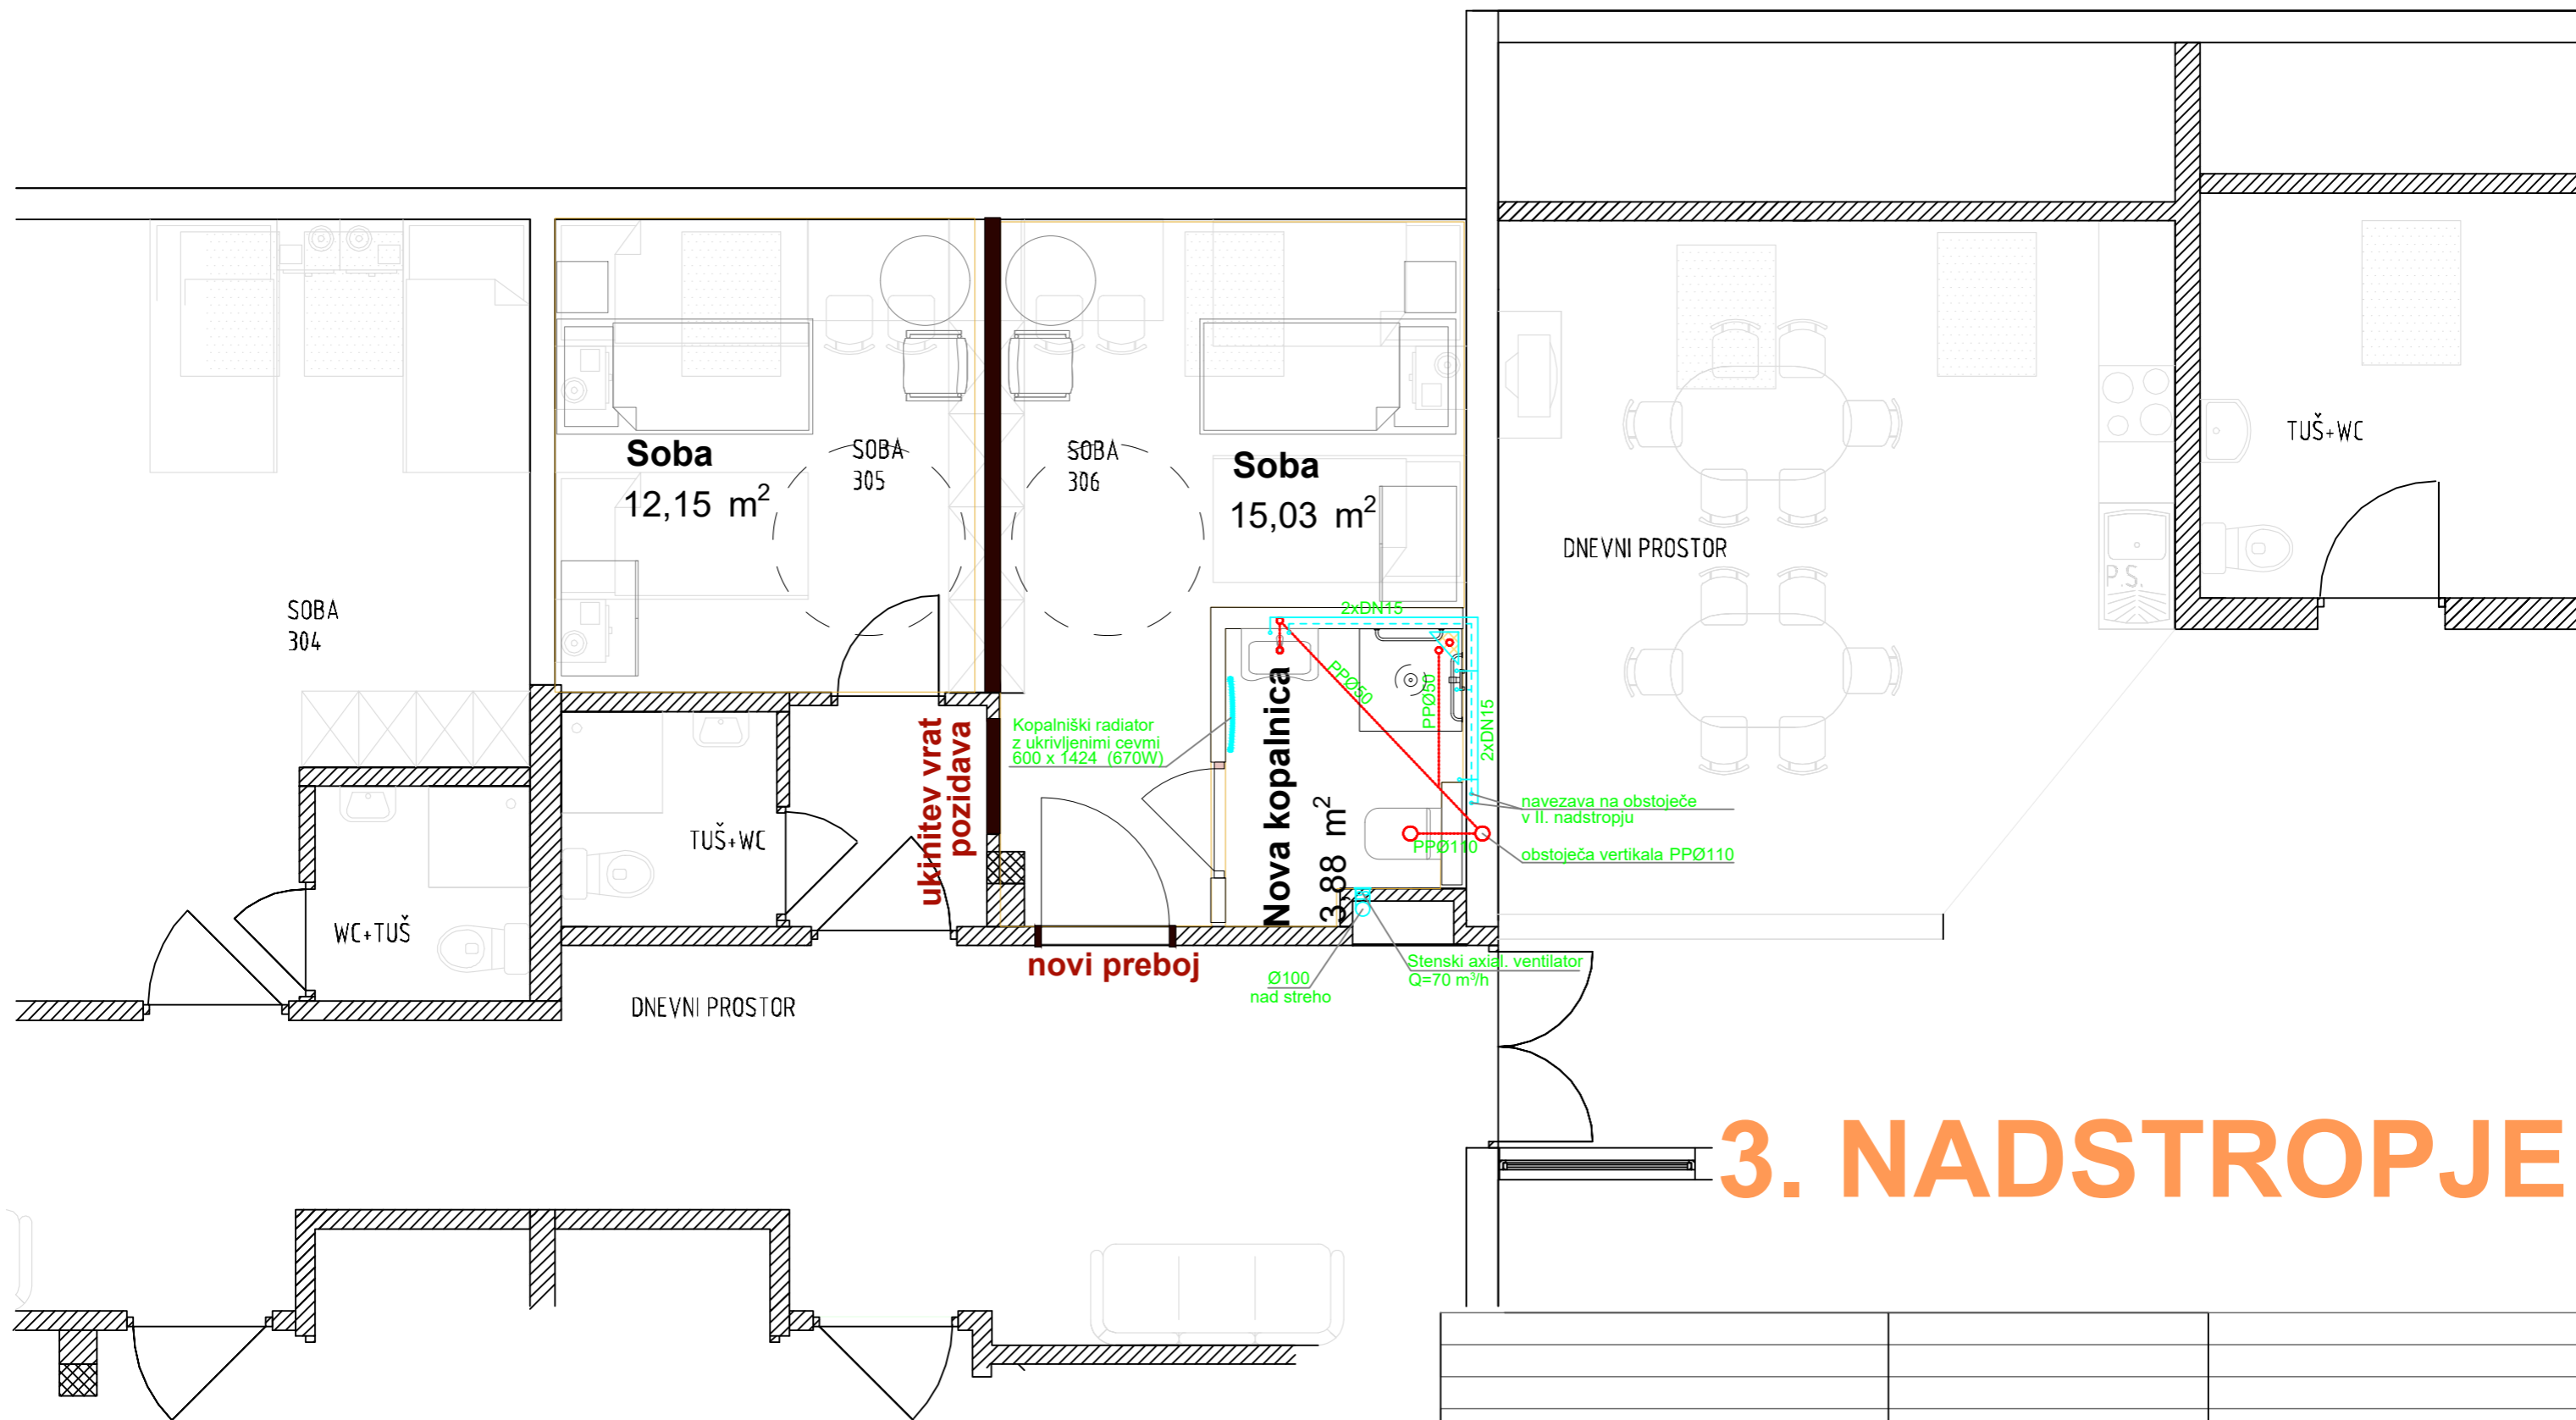 Soba
12,15 m²
SOBA
305
SOBA
306
Soba
15,03 m²
TUŠ+WC
DNEVNI PROSTOR
P.S.
SOBA
304
2xDN15
PPØ50
PPØ50
2xDN15
Kopalniški radiator
z ukrivljenimi cevmi
600 x 1424 (670W)
ukinitev vrat
pozidava
Nova kopalnica
3,88 m²
navezava na obstoječe
v II. nadstropju
PPØ110
obstoječa vertikala PPØ110
TUŠ+WC
WC+TUŠ
novi preboj
Stenski axial. ventilator
Q=70 m³/h
Ø100
nad streho
DNEVNI PROSTOR
3. NADSTROPJE